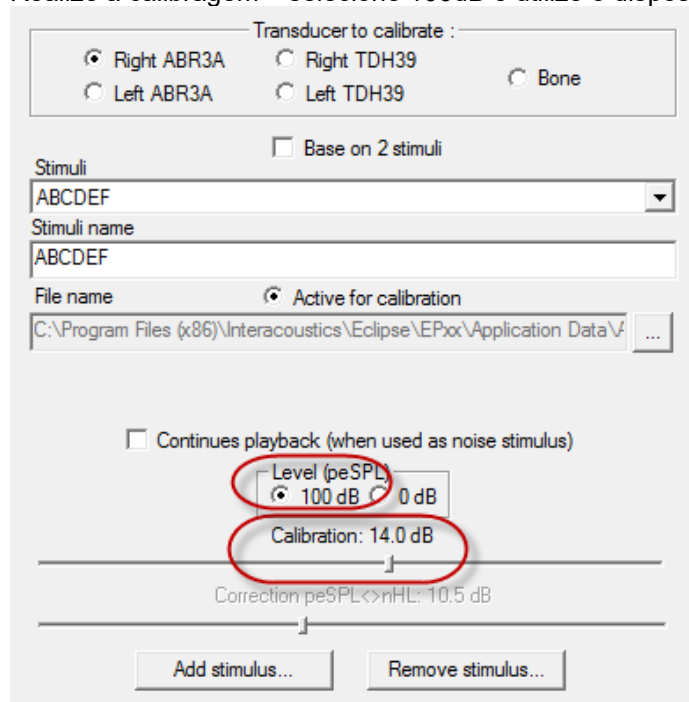 Transducer to calibrate :
Right ABR3A Right TDH39
Bone
Left ABR3A Left TDH39
Base on 2 stimuli
Stimuli
ABCDEF
Stimuli name
ABCDEF
File name Active for calibration
C:\Program Files (x86)\Interacoustics\Eclipse\EPxx\Application Data\ ...
Continues playback (when used as noise stimulus)
Level (peSPL)
100 dB 0 dB
Calibration: 14.0 dB
Correction peSPL<>nHL: 10.5 dB
Add stimulus... Remove stimulus...